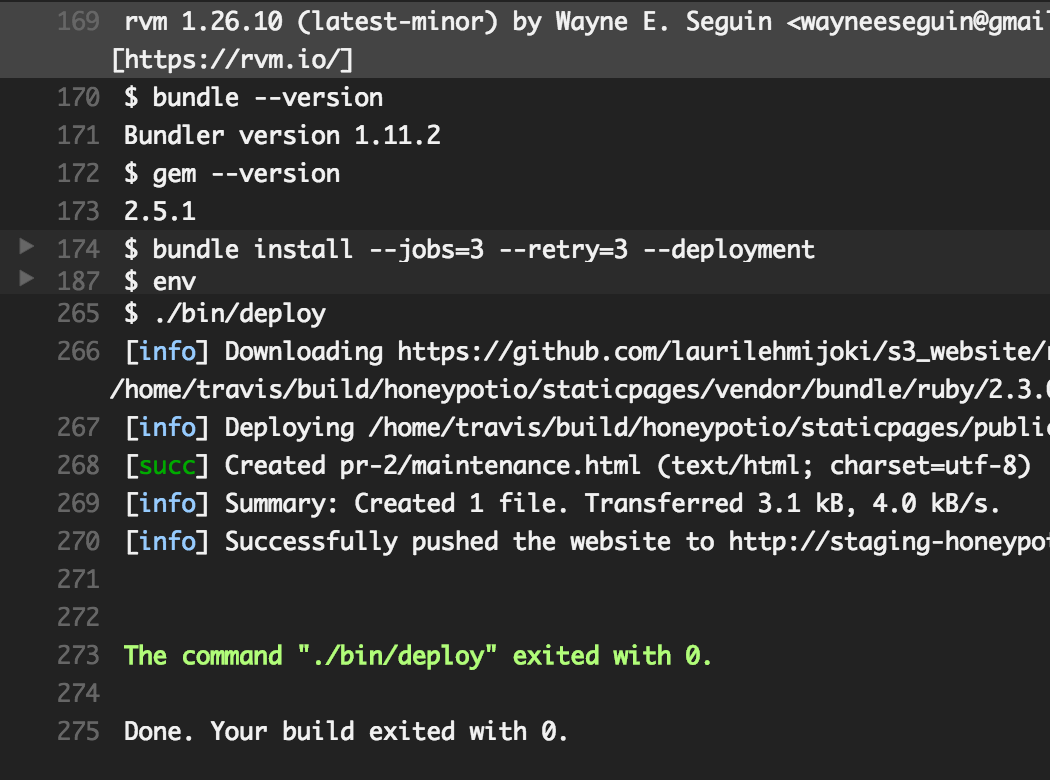 169 rvm 1.26.10 (latest-minor) by Wayne E. Seguin <wayneeseguin@gmail
[https://rvm.io/]
170 $ bundle --version
171 Bundler version 1.11.2
172 $ gem --version
173 2.5.1
174 $ bundle install --jobs=3 --retry=3 --deployment
187 $ env
265 $ ./bin/deploy
266 [info] Downloading https://github.com/laurilehmijoki/s3_website/r
/home/travis/build/honeypotio/staticpages/vendor/bundle/ruby/2.3.0
267 [info] Deploying /home/travis/build/honeypotio/staticpages/public
268 [succ] Created pr-2/maintenance.html (text/html; charset=utf-8)
269 [info] Summary: Created 1 file. Transferred 3.1 kB, 4.0 kB/s.
270 [info] Successfully pushed the website to http://staging-honeypot
271
272
273 The command "./bin/deploy" exited with 0.
274
275 Done. Your build exited with 0.